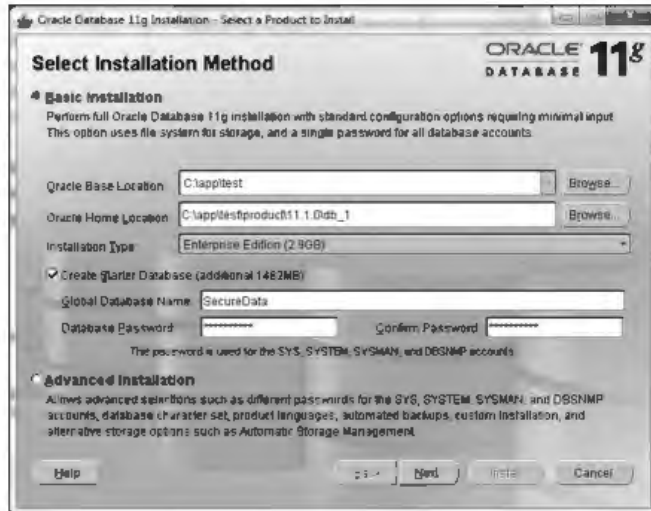 Oracle Database 11g Installation - Select a Product to Install
Select Installation Method
ORACLE 11g
DATABASE
Basic Installation
Perform full Oracle Database 11g installation with standard configuration options requiring minimal input.
This option uses file system for storage, and a single password for all database accounts.
Oracle Base Location C:\app\test Browse...
Oracle Home Location C:\app\test\product\11.1.0\db_1 Browse...
Installation Type Enterprise Edition (2.9GB)
Create Starter Database (additional 1482MB)
Global Database Name SecureData
Database Password ********** Confirm Password **********
The password is used for the SYS, SYSTEM, SYSMAN, and DBSNMP accounts.
Advanced Installation
Allows advanced selections such as different passwords for the SYS, SYSTEM, SYSMAN, and DBSNMP
accounts, database character set, product languages, automated backups, custom installation, and
alternative storage options such as Automatic Storage Management.
Help Next Install Cancel